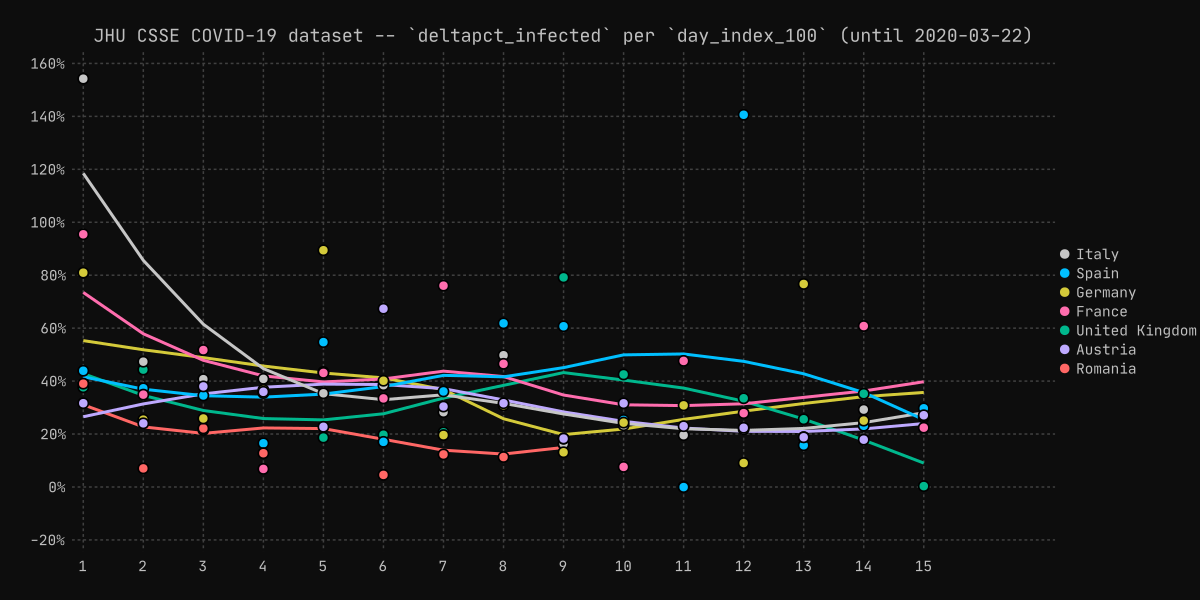 JHU CSSE COVID-19 dataset -- `deltapct_infected` per `day_index_100` (until 2020-03-22)
160%
140%
120%
100%
80%
60%
40%
20%
0%
-20%
1 2 3 4 5 6 7 8 9 10 11 12 13 14 15
Italy
Spain
Germany
France
United Kingdom
Austria
Romania